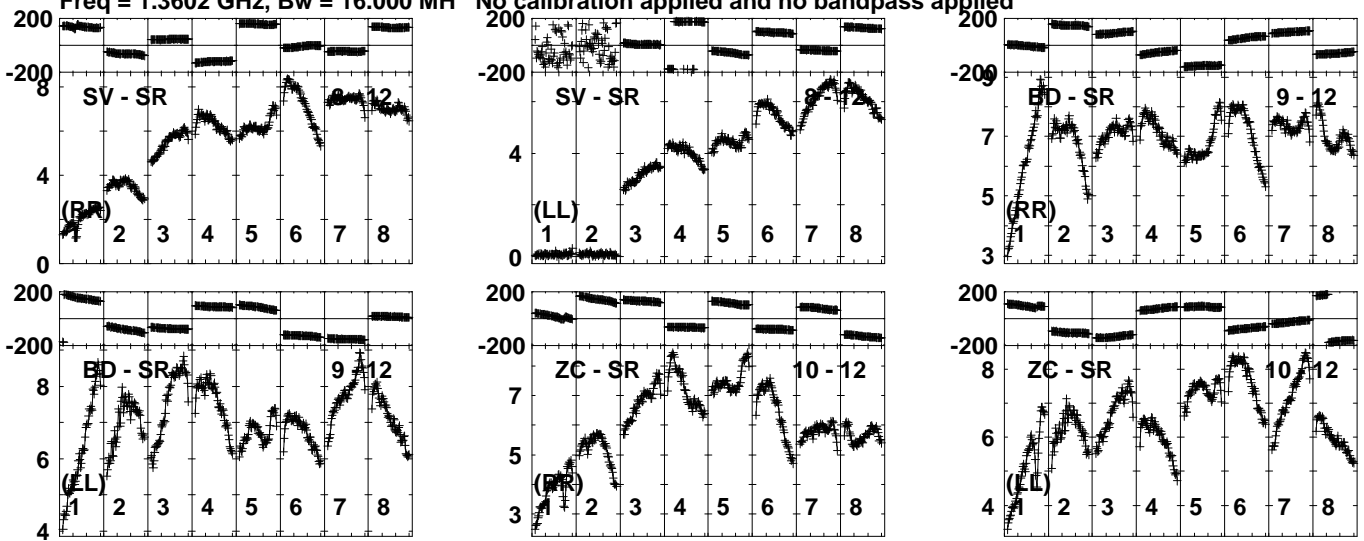 Freq = 1.3602 GHz, Bw = 16.000 MH No calibration applied and no bandpass applied
200 200 200
-200 -200 -200
SV - SR 8 - 12 SV - SR 8 - 12 BD - SR 9 - 12
8 9
7
4 4
5
(RR) (LL) (RR)
1 2 3 4 5 6 7 8 1 2 3 4 5 6 7 8 1 2 3 4 5 6 7 8
0 0 3
200 200 200
-200 -200 -200
BD - SR 9 - 12 ZC - SR 10 - 12 ZC - SR 10 - 12
8 7 8
6 5 6
(LL) (RR) (LL)
1 2 3 4 5 6 7 8 1 2 3 4 5 6 7 8 1 2 3 4 5 6 7 8
4 3 4